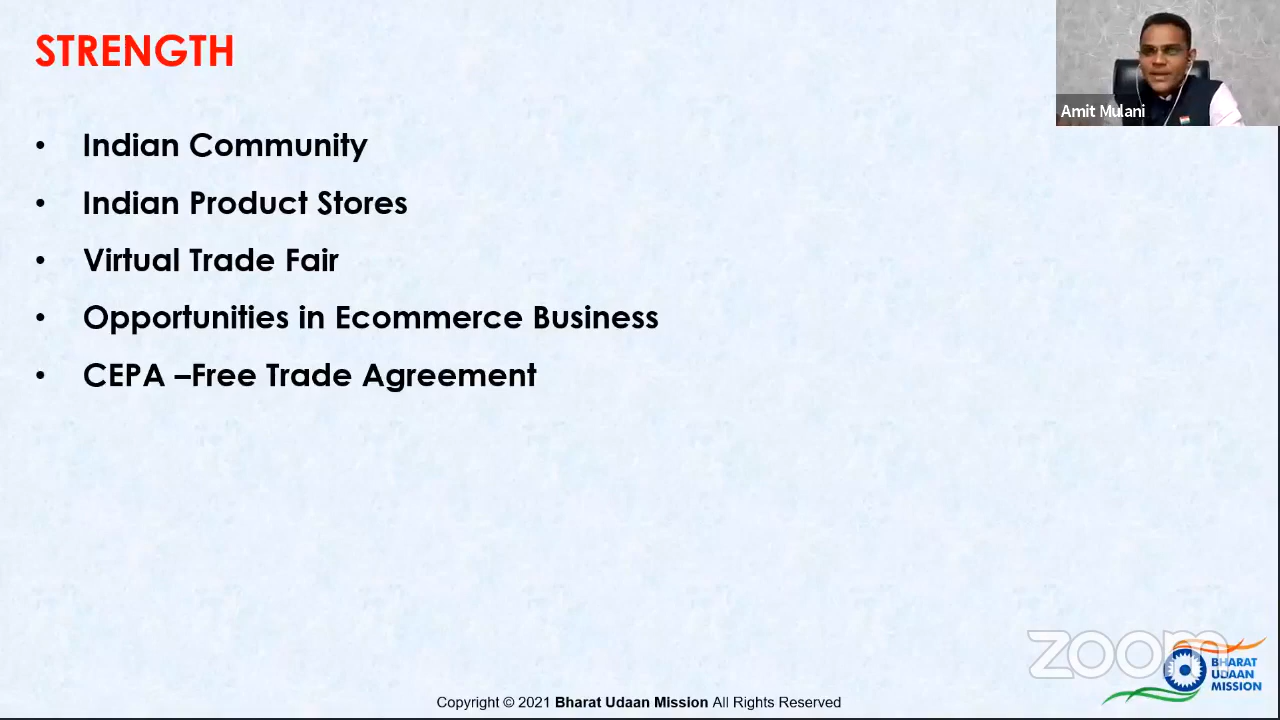 STRENGTH
Amit Mulani
• Indian Community
• Indian Product Stores
• Virtual Trade Fair
• Opportunities in Ecommerce Business
• CEPA –Free Trade Agreement
zoom
BHARAT
UDAAN
MISSION
Copyright © 2021 Bharat Udaan Mission All Rights Reserved